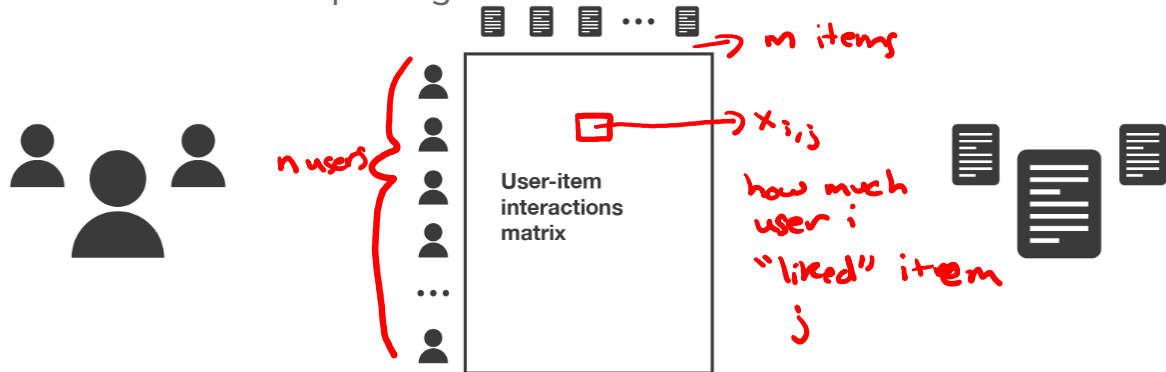 m items
n users
x i,j
User-item
interactions
matrix
how much
user i
"liked" item
j